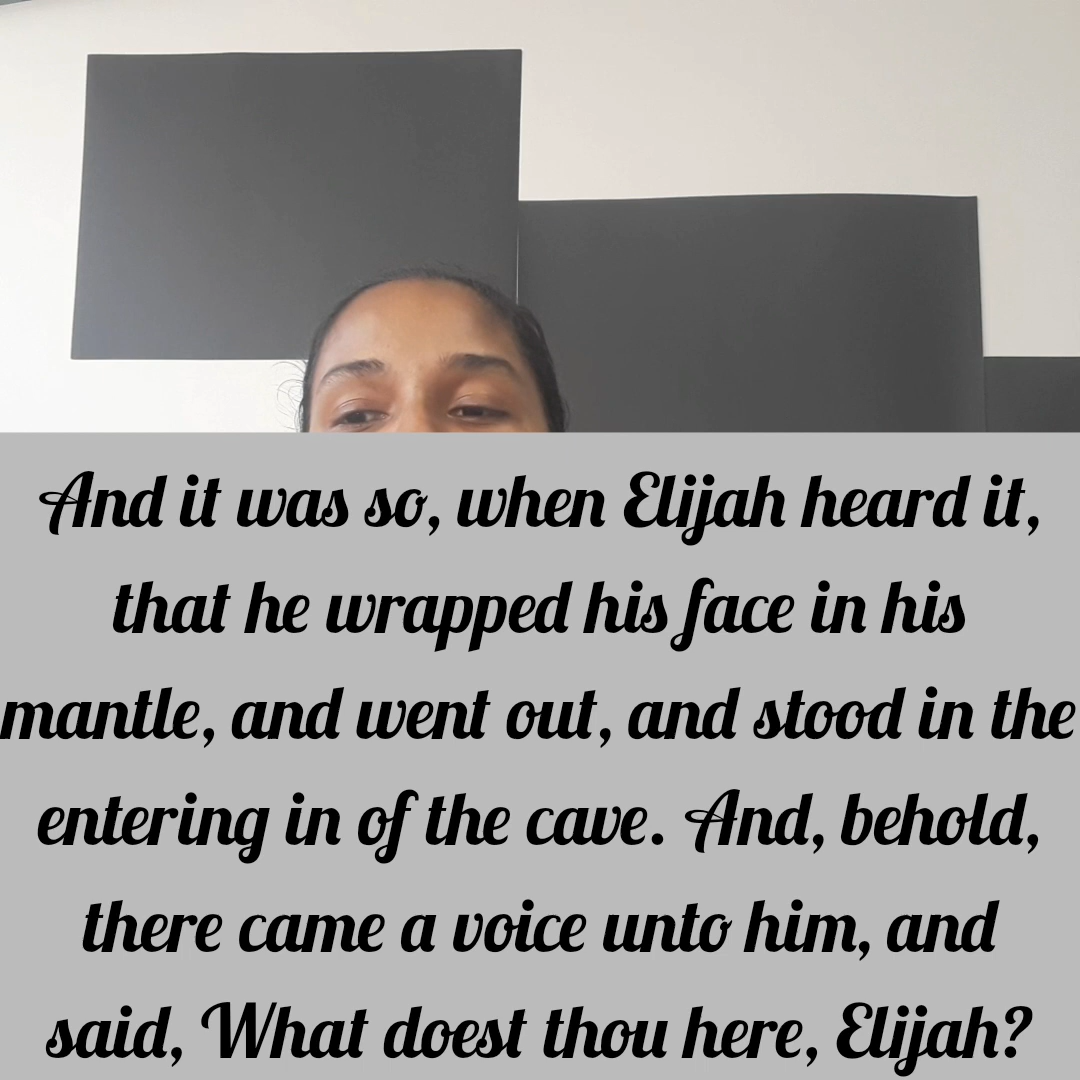 And it was so, when Elijah heard it,
that he wrapped his face in his
mantle, and went out, and stood in the
entering in of the cave. And, behold,
there came a voice unto him, and
said, What doest thou here, Elijah?